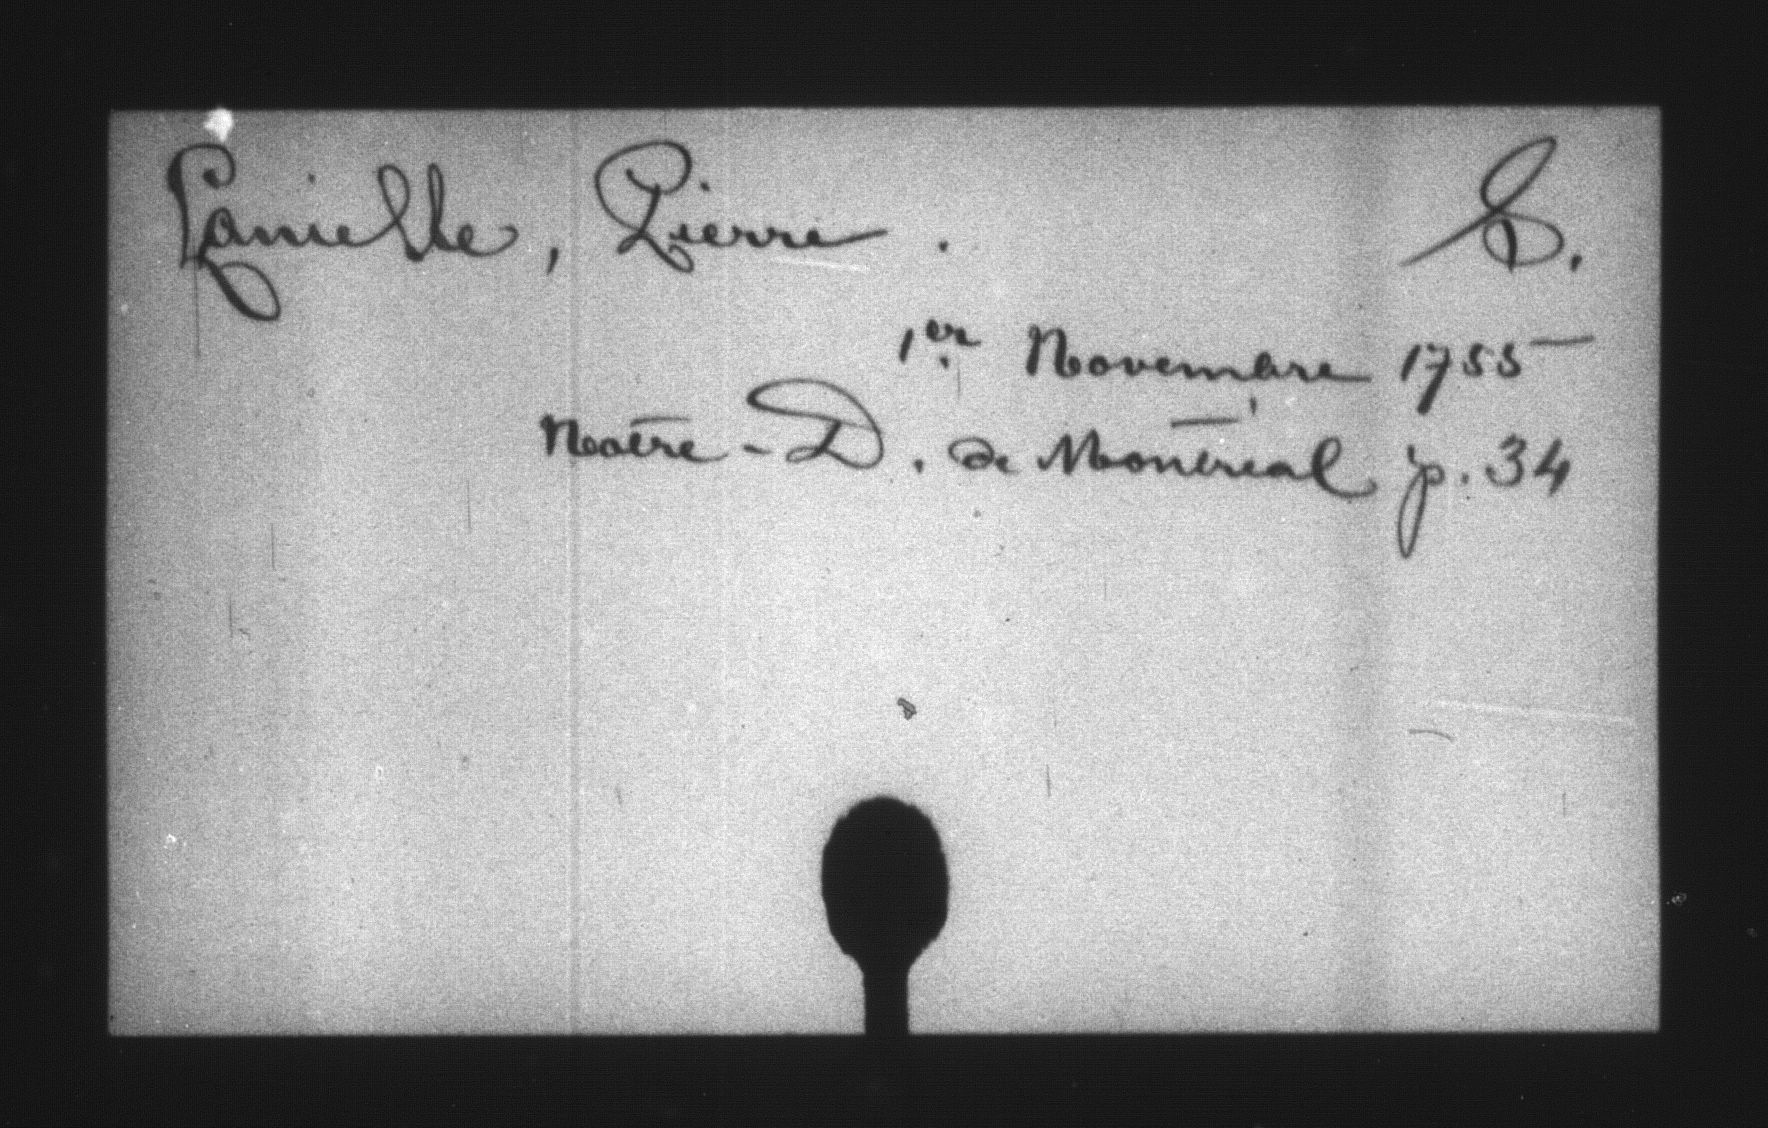 Lanielle, Pierre. S.
1er Novembre 1755
Notre-D. de Montréal p. 34